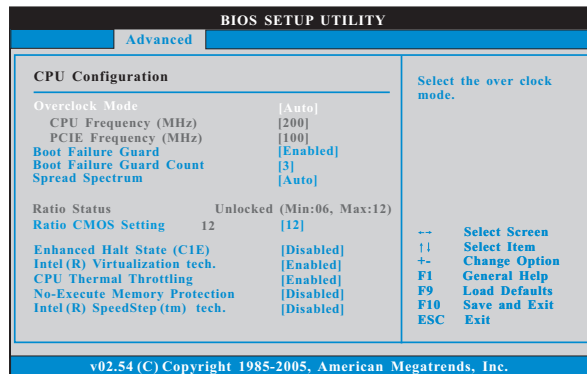 BIOS SETUP UTILITY
Advanced
CPU Configuration
Overclock Mode [Auto]
CPU Frequency (MHz) [200]
PCIE Frequency (MHz) [100]
Boot Failure Guard [Enabled]
Boot Failure Guard Count [3]
Spread Spectrum [Auto]
Ratio Status Unlocked (Min:06, Max:12)
Ratio CMOS Setting 12 [12]
Enhanced Halt State (C1E) [Disabled]
Intel (R) Virtualization tech. [Enabled]
CPU Thermal Throttling [Enabled]
No-Execute Memory Protection [Disabled]
Intel (R) SpeedStep (tm) tech. [Disabled]
Select the over clock
mode.
←→ Select Screen
↑↓ Select Item
+- Change Option
F1 General Help
F9 Load Defaults
F10 Save and Exit
ESC Exit
v02.54 (C) Copyright 1985-2005, American Megatrends, Inc.